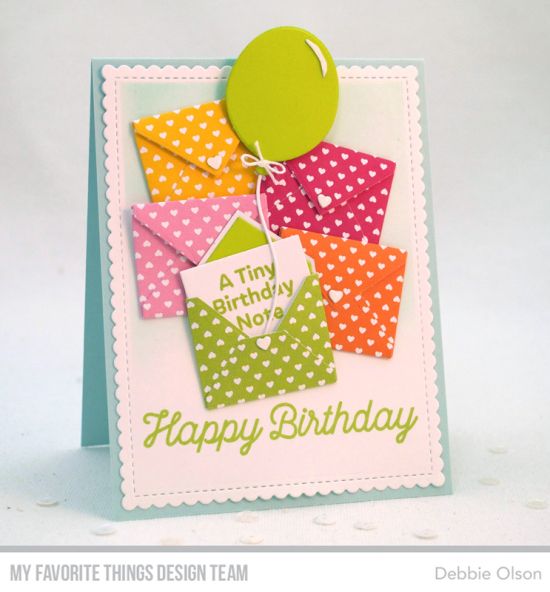 A Tiny
Birthday
Note
Happy Birthday
MY FAVORITE THINGS DESIGN TEAM
Debbie Olson